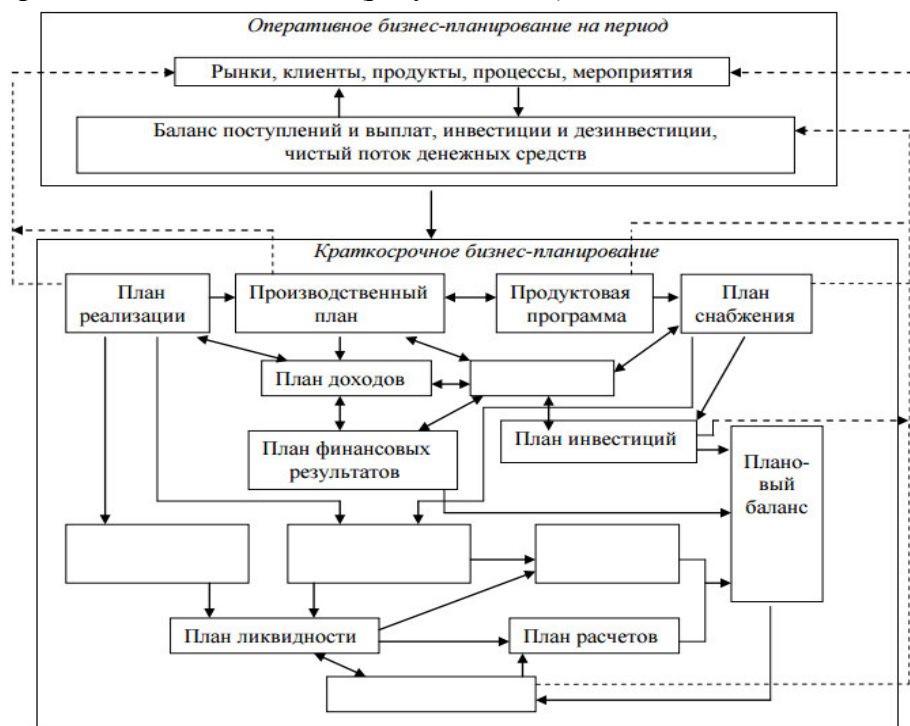 Оперативное бизнес-планирование на период
Рынки, клиенты, продукты, процессы, мероприятия
Баланс поступлений и выплат, инвестиции и дезинвестиции,
чистый поток денежных средств
Краткосрочное бизнес-планирование
План
реализации
Производственный
план
Продуктовая
программа
План
снабжения
План доходов
План финансовых
результатов
План инвестиций
Плано-
вый
баланс
План ликвидности
План расчетов